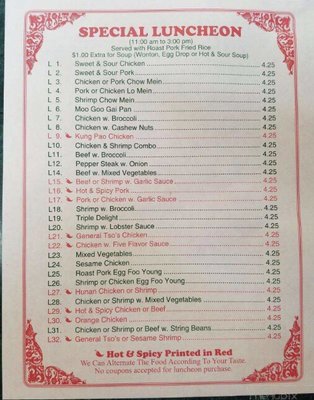 SPECIAL LUNCHEON
(11:00 am to 3:00 pm)
Served with Roast Pork Fried Rice
$1.00 Extra for Soup (Wonton, Egg Drop or Hot & Sour Soup)
L 1. Sweet & Sour Chicken 4.25
L 2. Sweet & Sour Pork 4.25
L 3. Chicken or Pork Chow Mein 4.25
L 4. Pork or Chicken Lo Mein 4.25
L 5. Shrimp Chow Mein 4.25
L 6. Moo Goo Gai Pan 4.25
L 7. Chicken w. Broccoli 4.25
L 8. Chicken w. Cashew Nuts 4.25
L 9. Kung Pao Chicken 4.25
L10. Chicken & Shrimp Combo 4.25
L11. Beef w. Broccoli 4.25
L12. Pepper Steak w. Onion 4.25
L14. Beef w. Mixed Vegetables 4.25
L15. Beef or Shrimp w. Garlic Sauce 4.25
L16. Hot & Spicy Pork 4.25
L17. Pork or Chicken w. Garlic Sauce 4.25
L18. Shrimp w. Broccoli 4.25
L19. Triple Delight 4.25
L20. Shrimp w. Lobster Sauce 4.25
L21. General Tso's Chicken 4.25
L22. Chicken w. Five Flavor Sauce 4.25
L23. Mixed Vegetables 4.25
L24. Sesame Chicken 4.25
L25. Roast Pork Egg Foo Young 4.25
L26. Shrimp or Chicken Egg Foo Young 4.25
L27. Hunan Chicken or Shrimp 4.25
L28. Chicken or Shrimp w. Mixed Vegetables 4.25
L29. Hot & Spicy Chicken or Beef 4.25
L30. Orange Chicken 4.25
L31. Chicken or Shrimp or Beef w. String Beans 4.25
L32. General Tso's or Sesame Shrimp 4.25
Hot & Spicy Printed in Red
We Can Alternate The Food According To Your Taste.
No coupons accepted for luncheon purchase.